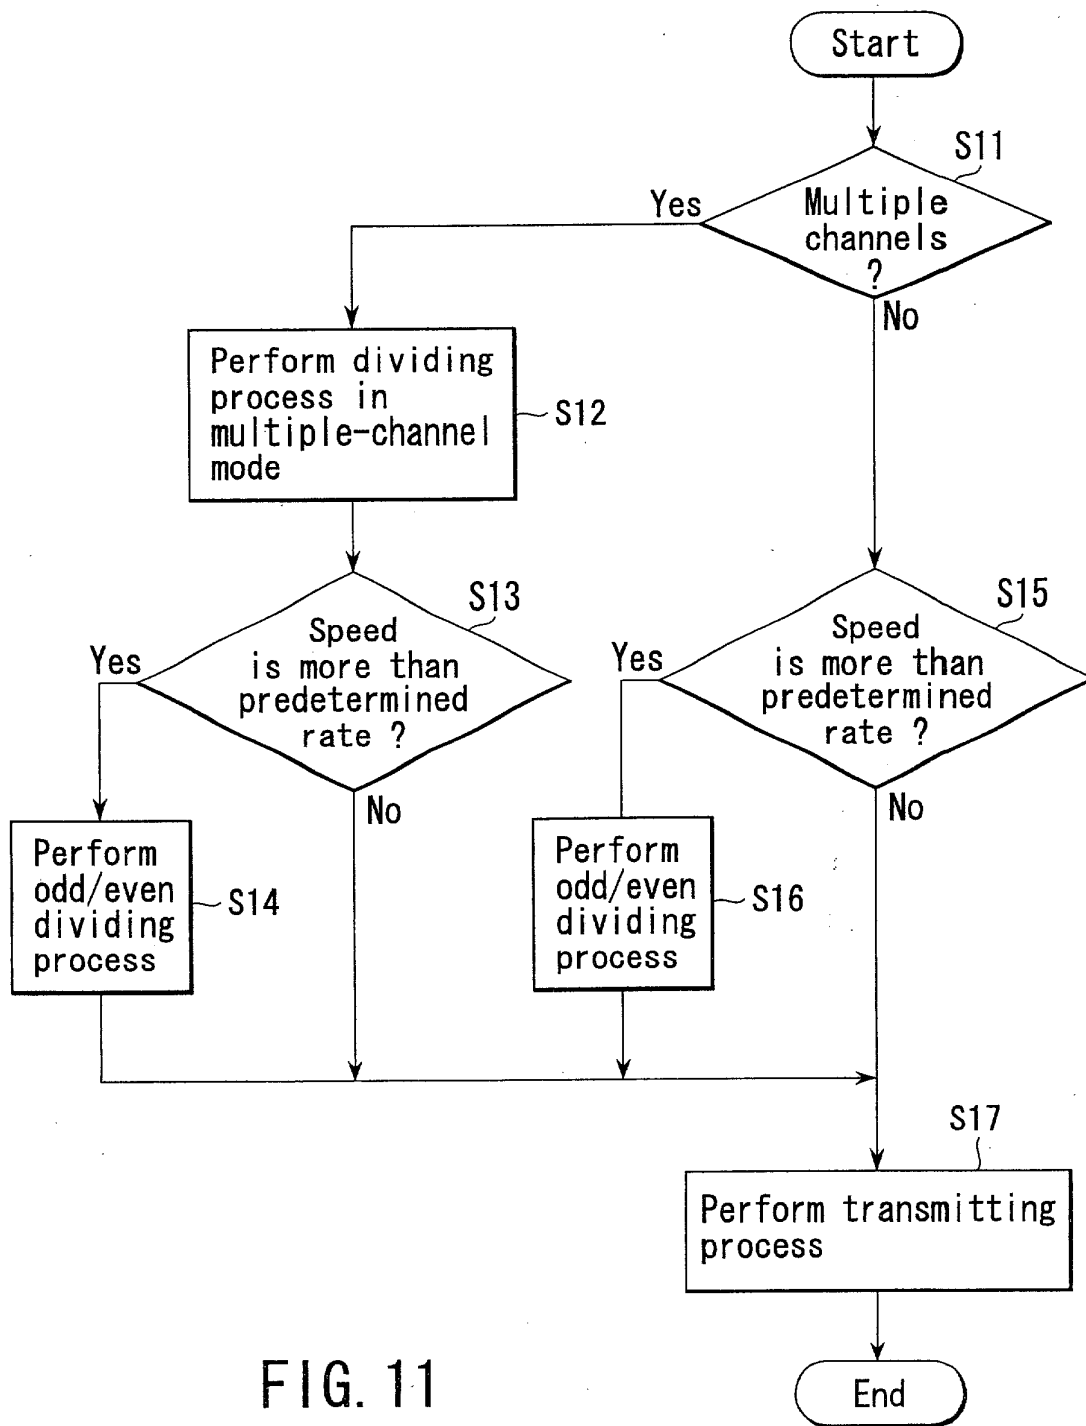 Start
S11
Multiple
channels
?
Yes
No
Perform dividing
process in
multiple-channel
mode
S12
S13
Speed
is more than
predetermined
rate ?
Yes
No
S15
Speed
is more than
predetermined
rate ?
Yes
No
Perform
odd/even
dividing
process
S14
Perform
odd/even
dividing
process
S16
S17
Perform transmitting
process
End
FIG. 11